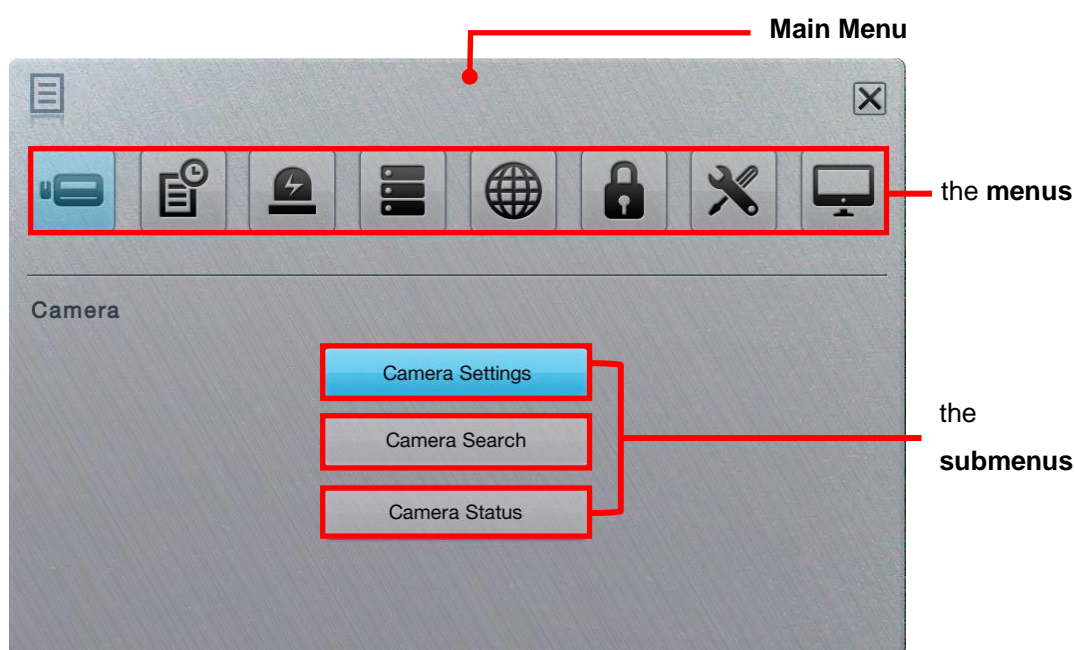 Main Menu
the menus
Camera
Camera Settings
Camera Search
Camera Status
the
submenus